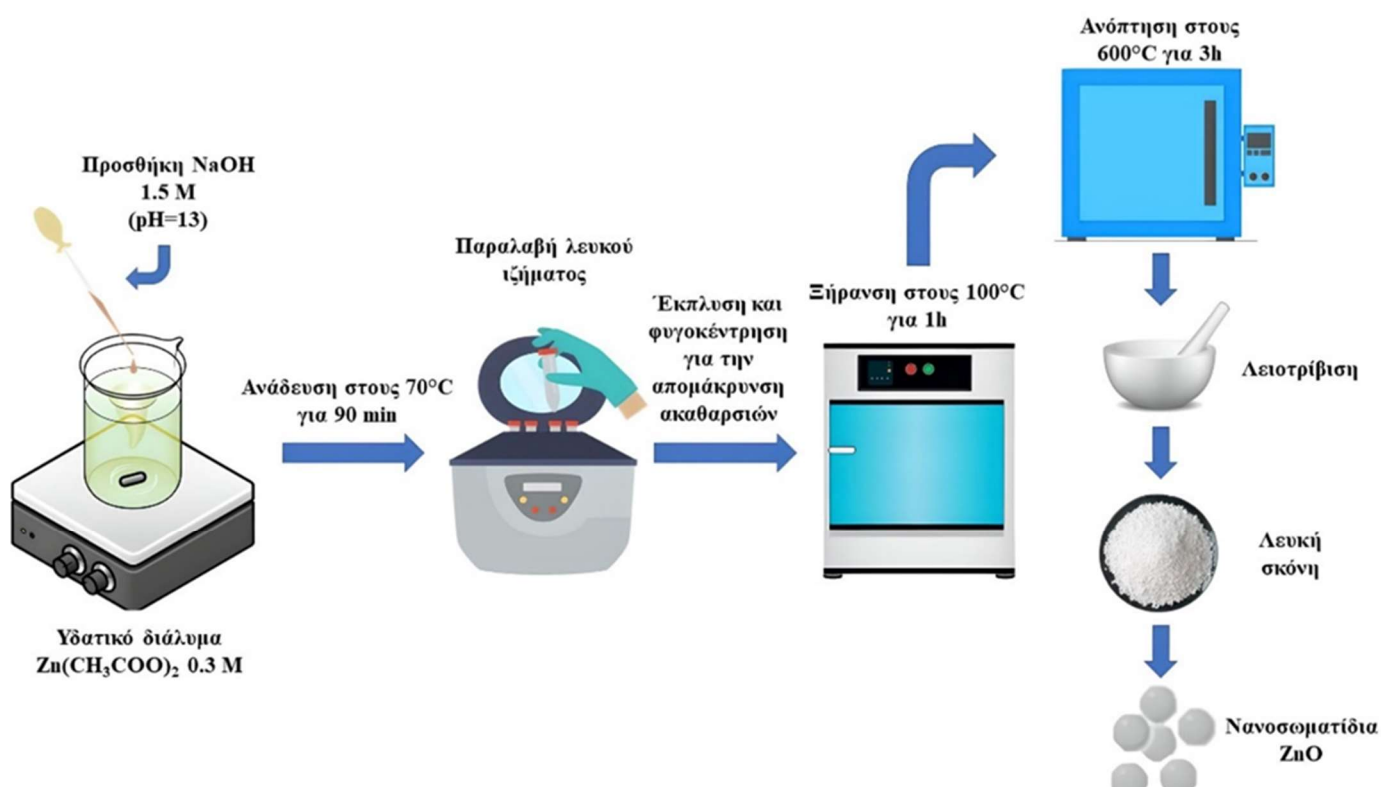 Προσθήκη NaOH
1.5 M
(pH=13)
Υδατικό διάλυμα
Zn(CH₃COO)₂ 0.3 M
Ανάδευση στους 70°C
για 90 min
Παραλαβή λευκού
ιζήματος
Έκπλυση και
φυγοκέντρηση
για την
απομάκρυνση
ακαθαρσιών
Ξήρανση στους 100°C
για 1h
Ανόπτηση στους
600°C για 3h
Λειοτρίβιση
Λευκή
σκόνη
Νανοσωματίδια
ZnO